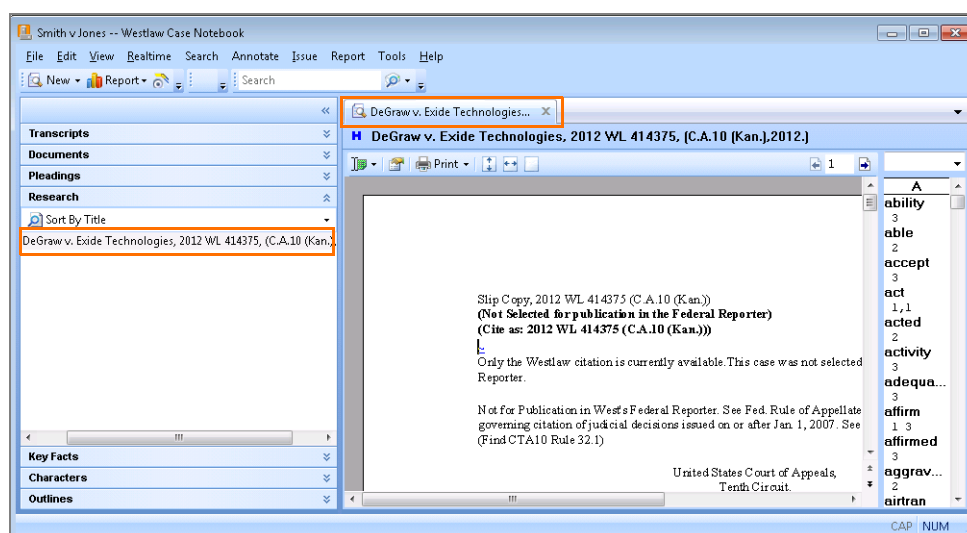 Smith v Jones -- Westlaw Case Notebook
File Edit View Realtime Search Annotate Issue Report Tools Help
New Report Search
DeGraw v. Exide Technologies...
Transcripts
Documents
Pleadings
Research
Sort By Title
DeGraw v. Exide Technologies, 2012 WL 414375, (C.A.10 (Kan.),
Key Facts
Characters
Outlines
H DeGraw v. Exide Technologies, 2012 WL 414375, (C.A.10 (Kan.),2012.)
Print 1
Slip Copy, 2012 WL 414375 (C.A.10 (Kan.))
(Not Selected for publication in the Federal Reporter)
(Cite as: 2012 WL 414375 (C.A.10 (Kan.)))
Only the Westlaw citation is currently available.This case was not selected
Reporter.
Not for Publication in West's Federal Reporter. See Fed. Rule of Appellate
governing citation of judicial decisions issued on or after Jan. 1, 2007. See
(Find CTA10 Rule 32.1)
United States Court of Appeals,
Tenth Circuit.
A
ability
3
able
2
accept
3
act
1,1
acted
2
activity
3
adequa...
3
affirm
1 3
affirmed
3
aggrav...
2
airtran
CAP NUM